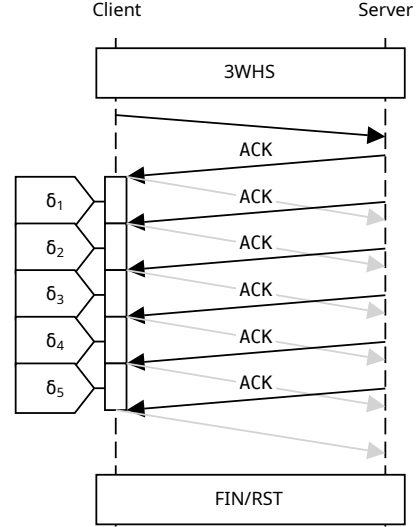 Client Server
3WHS
ACK
ACK
δ1
ACK
δ2
ACK
δ3
ACK
δ4
ACK
δ5
FIN/RST